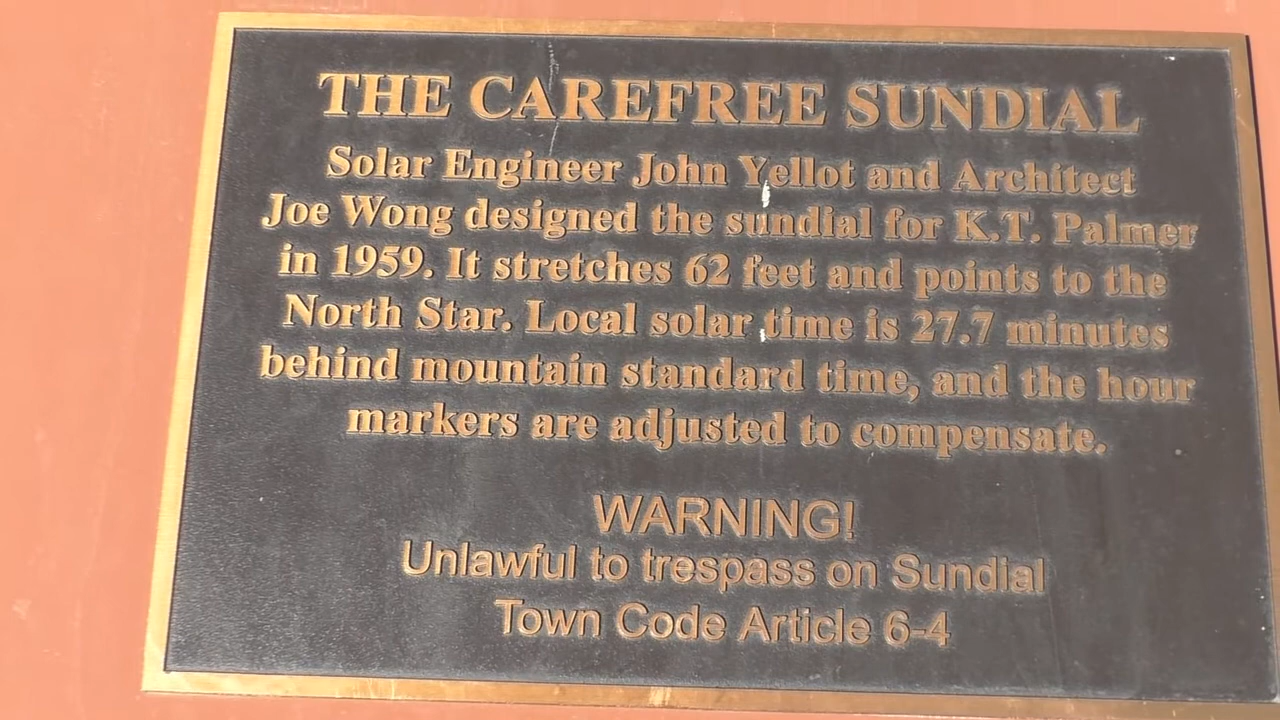 THE CAREFREE SUNDIAL
Solar Engineer John Yellot and Architect
Joe Wong designed the sundial for K.T. Palmer
in 1959. It stretches 62 feet and points to the
North Star. Local solar time is 27.7 minutes
behind mountain standard time, and the hour
markers are adjusted to compensate.
WARNING!
Unlawful to trespass on Sundial
Town Code Article 6-4